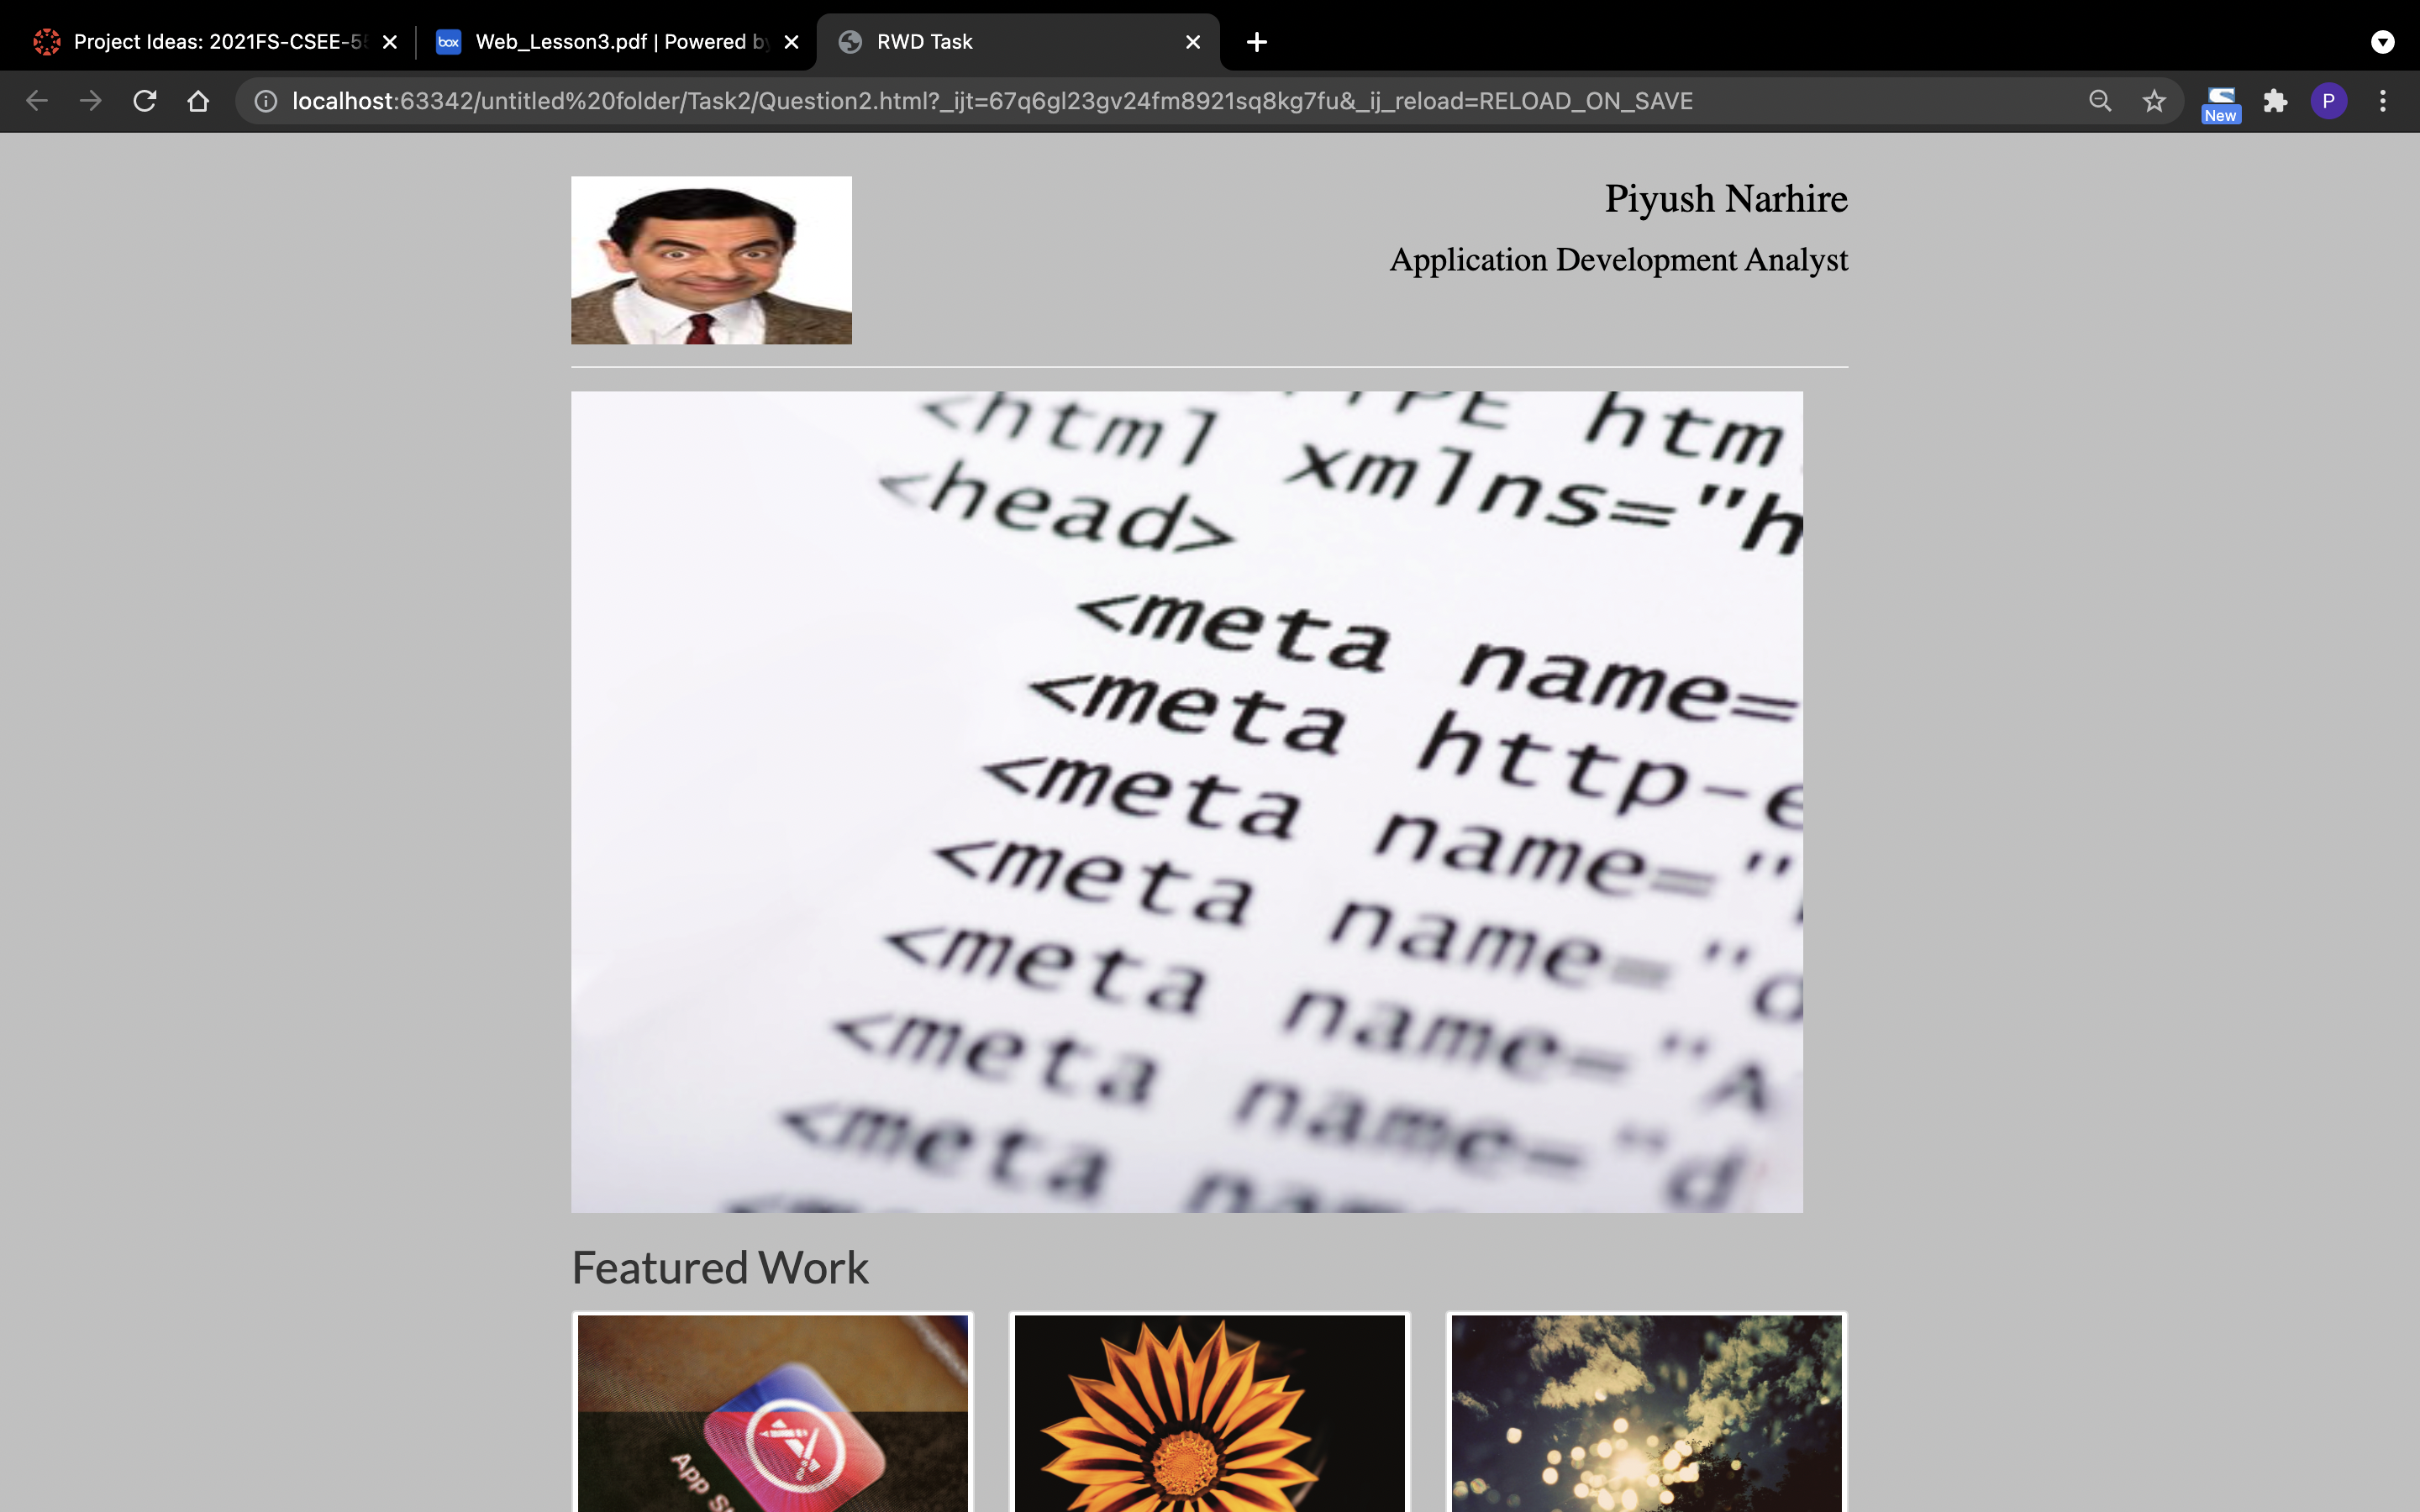 Project Ideas: 2021FS-CSEE-5
box Web_Lesson3.pdf | Powered by
RWD Task
localhost:63342/untitled%20folder/Task2/Question2.html?_ijt=67q6gl23gv24fm8921sq8kg7fu&_ij_reload=RELOAD_ON_SAVE
New
P
Piyush Narhire
Application Development Analyst
<html xmlns="h
<head>
<meta name=
<meta http-e
<meta name="
<meta name="d
<meta name="A
<meta name="d
Featured Work
App St